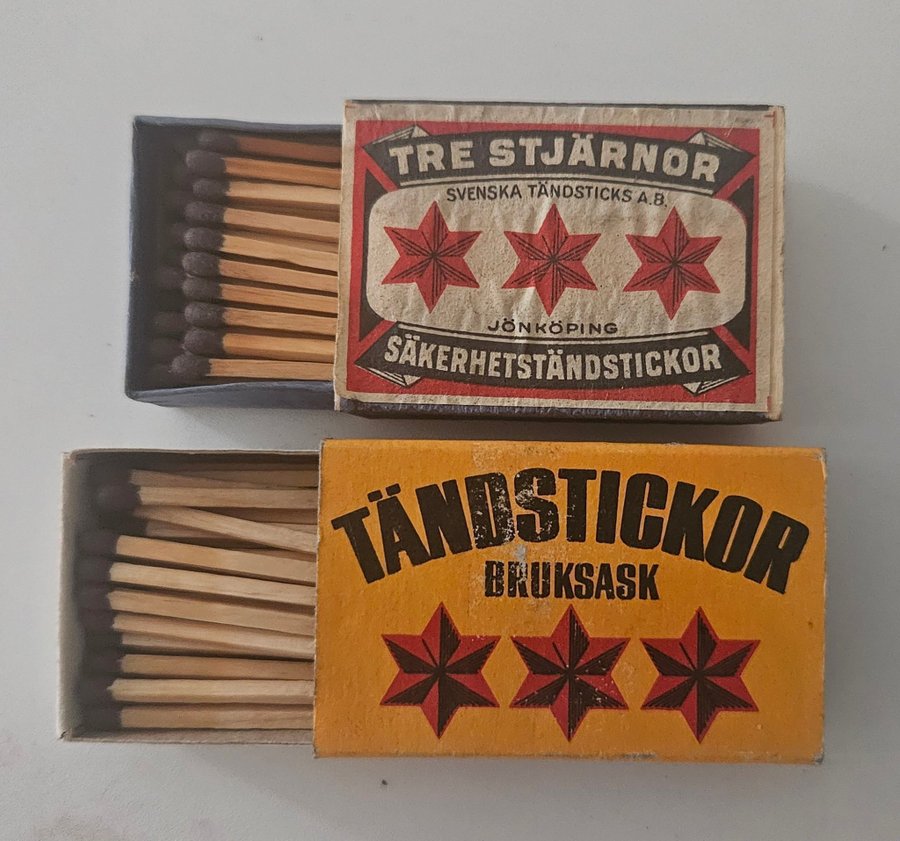 TRE STJÄRNOR
SVENSKA TÄNDSTICKS A.B.
JÖNKÖPING
SÄKERHETSTÄNDSTICKOR
TÄNDSTICKOR
BRUKSASK